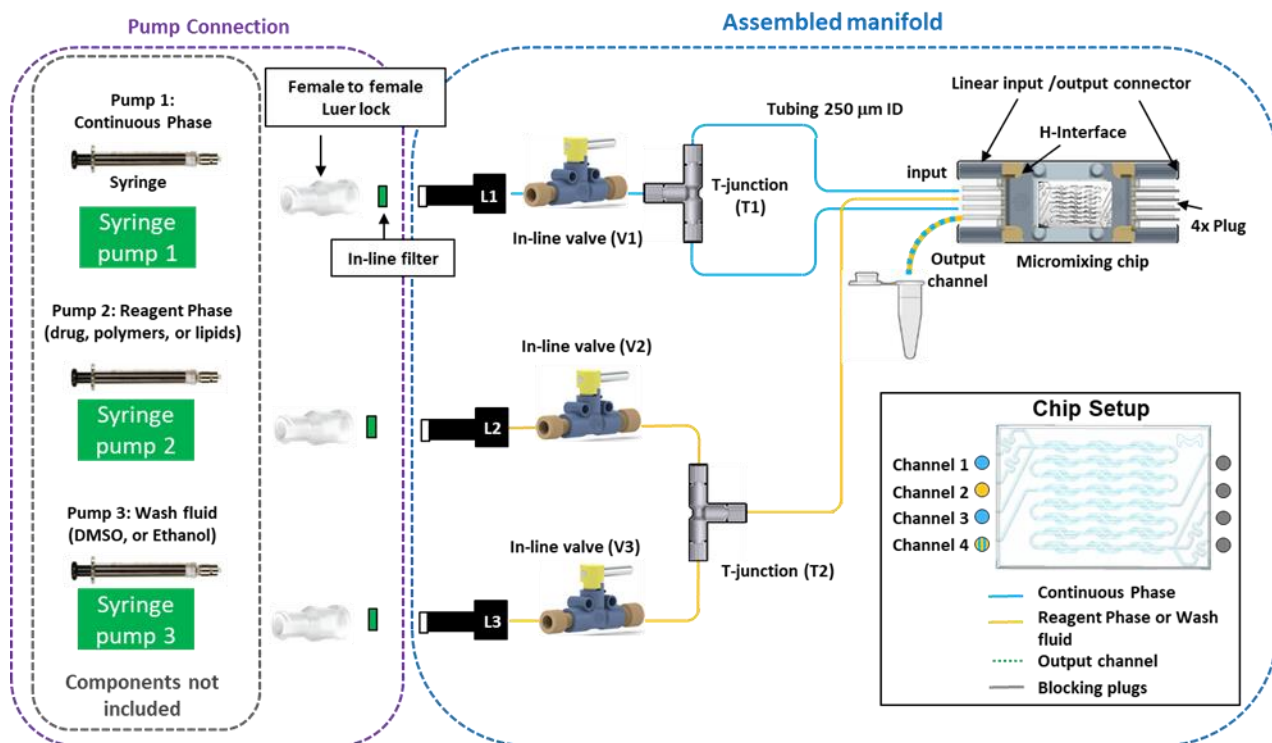 Pump Connection
Assembled manifold
Pump 1:
Continuous Phase
Syringe
Syringe
pump 1
Pump 2: Reagent Phase
(drug, polymers, or lipids)
Syringe
pump 2
Pump 3: Wash fluid
(DMSO, or Ethanol)
Syringe
pump 3
Components not
included
Female to female
Luer lock
In-line filter
L1
In-line valve (V1)
T-junction
(T1)
Tubing 250 µm ID
Linear input /output connector
H-Interface
input
4x Plug
Output
channel
Micromixing chip
In-line valve (V2)
L2
In-line valve (V3)
L3
T-junction (T2)
Chip Setup
Channel 1
Channel 2
Channel 3
Channel 4
Continuous Phase
Reagent Phase or Wash
fluid
Output channel
Blocking plugs